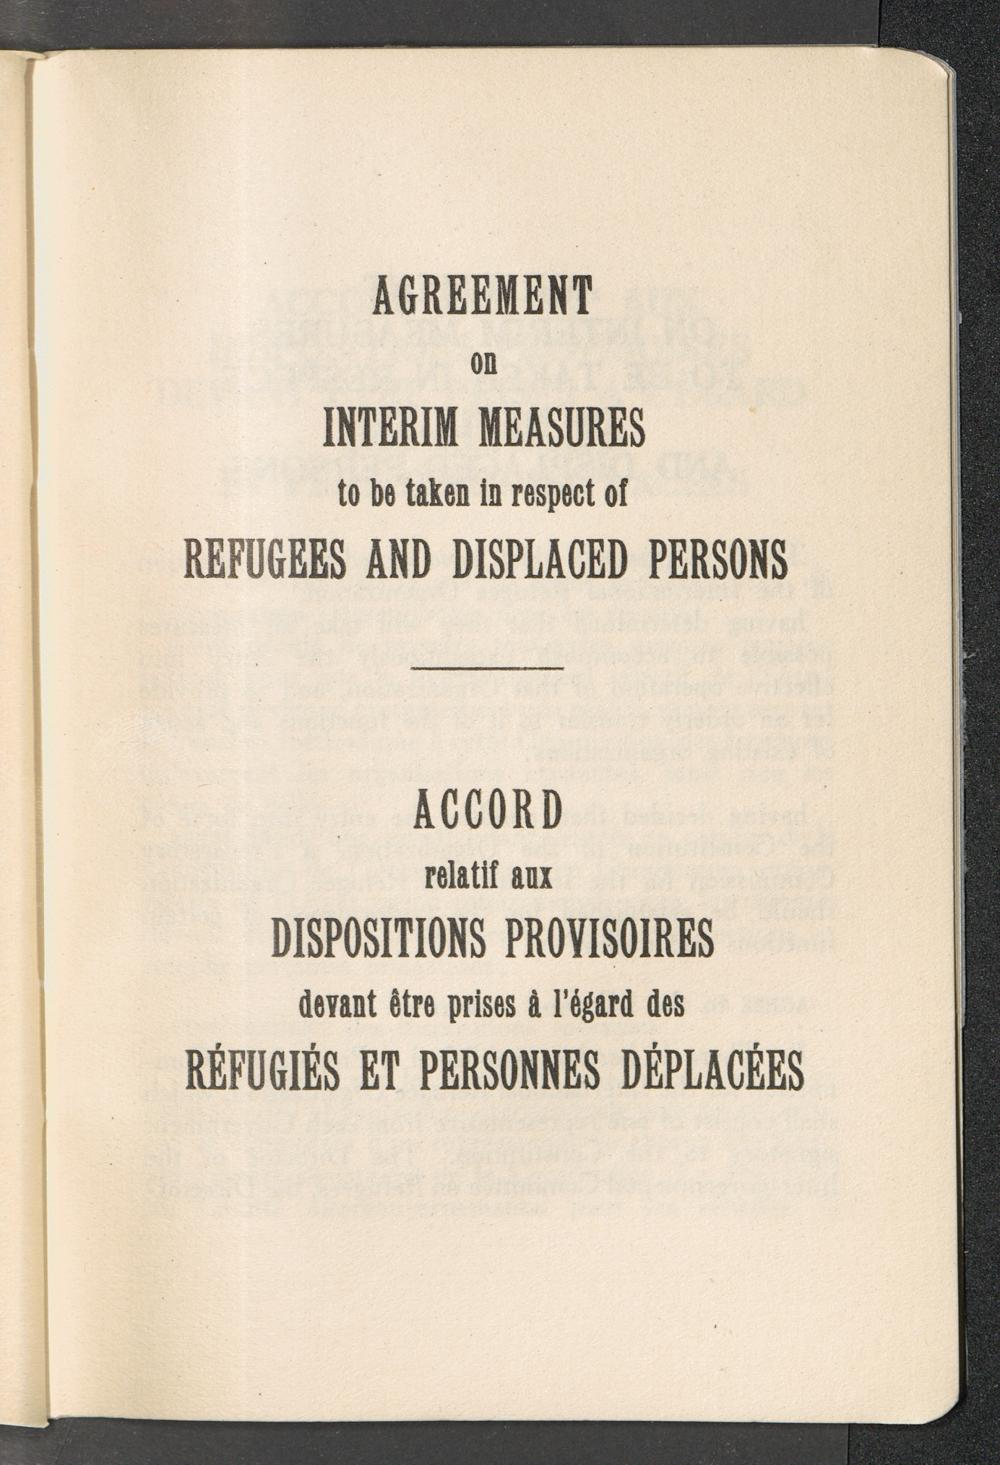 AGREEMENT
on
INTERIM MEASURES
to be taken in respect of
REFUGEES AND DISPLACED PERSONS
ACCORD
relatif aux
DISPOSITIONS PROVISOIRES
devant être prises à l'égard des
RÉFUGIÉS ET PERSONNES DÉPLACÉES